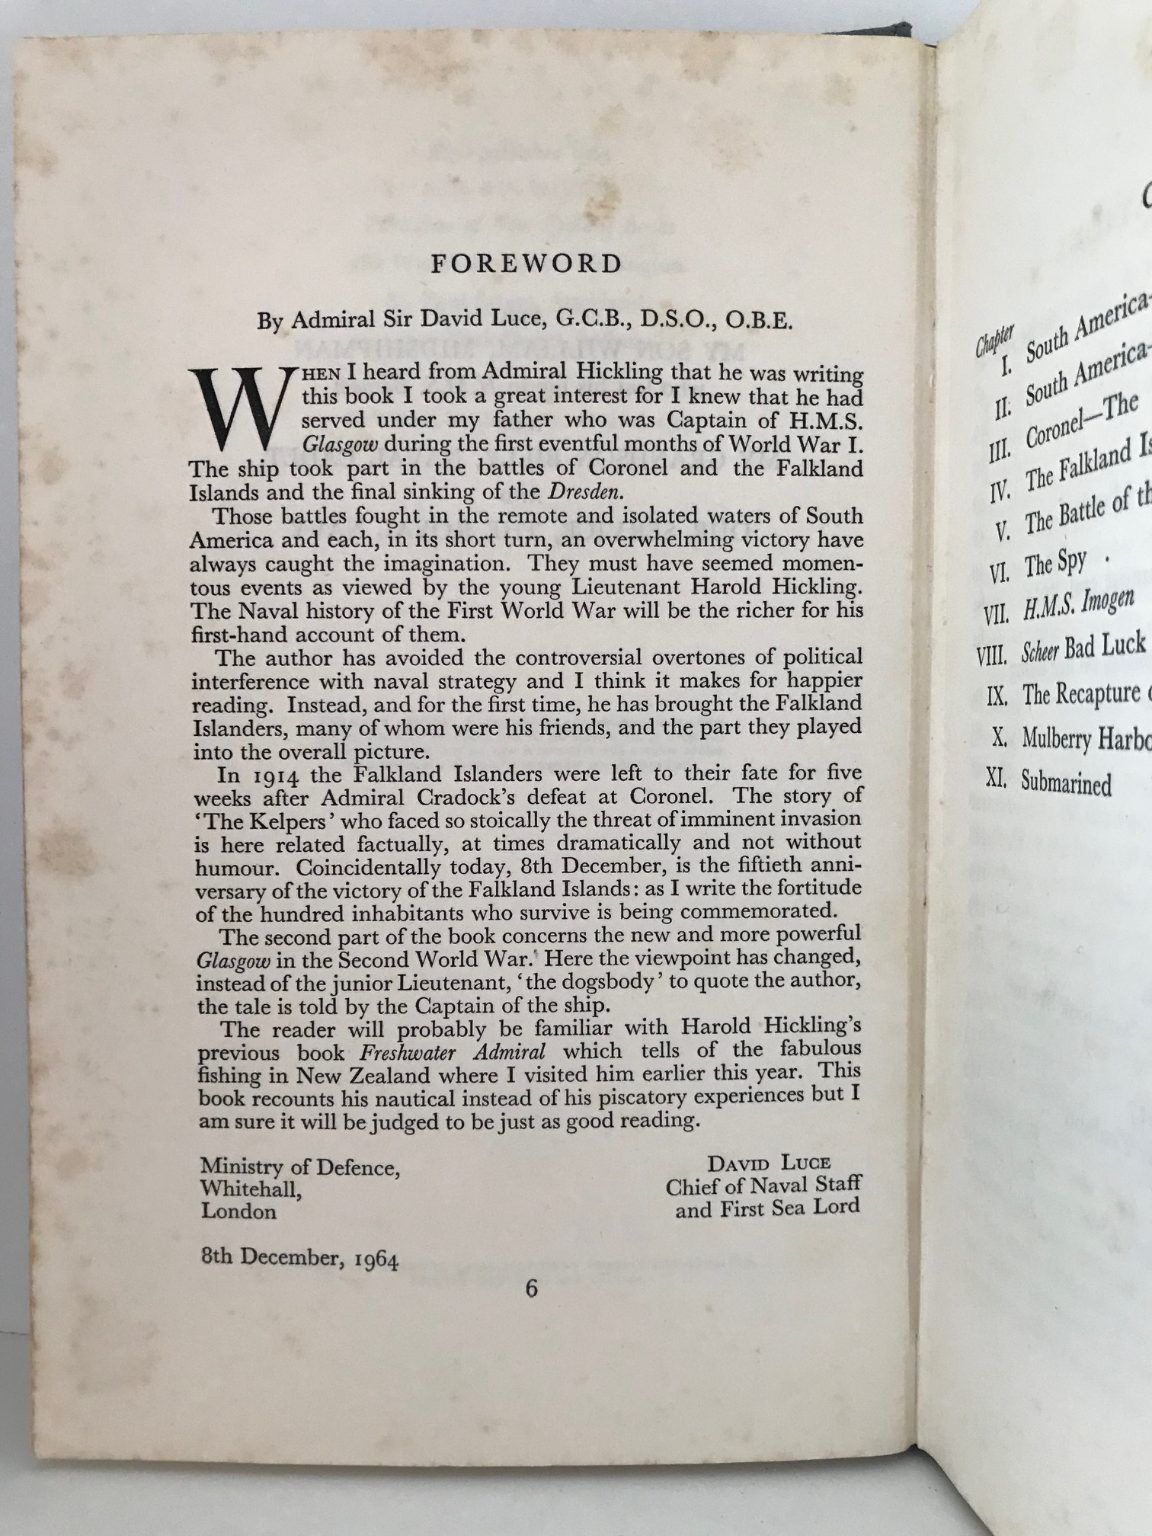 FOREWORD
By Admiral Sir David Luce, G.C.B., D.S.O., O.B.E.
WHEN I heard from Admiral Hickling that he was writing
this book I took a great interest for I knew that he had
served under my father who was Captain of H.M.S.
Glasgow during the first eventful months of World War I.
The ship took part in the battles of Coronel and the Falkland
Islands and the final sinking of the Dresden.
Those battles fought in the remote and isolated waters of South
America and each, in its short turn, an overwhelming victory have
always caught the imagination. They must have seemed momen-
tous events as viewed by the young Lieutenant Harold Hickling.
The Naval history of the First World War will be the richer for his
first-hand account of them.
The author has avoided the controversial overtones of political
interference with naval strategy and I think it makes for happier
reading. Instead, and for the first time, he has brought the Falkland
Islanders, many of whom were his friends, and the part they played
into the overall picture.
In 1914 the Falkland Islanders were left to their fate for five
weeks after Admiral Cradock's defeat at Coronel. The story of
'The Kelpers' who faced so stoically the threat of imminent invasion
is here related factually, at times dramatically and not without
humour. Coincidentally today, 8th December, is the fiftieth anni-
versary of the victory of the Falkland Islands: as I write the fortitude
of the hundred inhabitants who survive is being commemorated.
The second part of the book concerns the new and more powerful
Glasgow in the Second World War. Here the viewpoint has changed,
instead of the junior Lieutenant, 'the dogsbody' to quote the author,
the tale is told by the Captain of the ship.
The reader will probably be familiar with Harold Hickling's
previous book Freshwater Admiral which tells of the fabulous
fishing in New Zealand where I visited him earlier this year. This
book recounts his nautical instead of his piscatory experiences but I
am sure it will be judged to be just as good reading.
Ministry of Defence,
Whitehall,
London
DAVID LUCE
Chief of Naval Staff
and First Sea Lord
8th December, 1964
6
Chapter
I. South America-
II. South America-
III. Coronel—The
IV. The Falkland Is
V. The Battle of th
VI. The Spy .
VII. H.M.S. Imogen
VIII. Scheer Bad Luck
IX. The Recapture
X. Mulberry Harbo
XI. Submarined